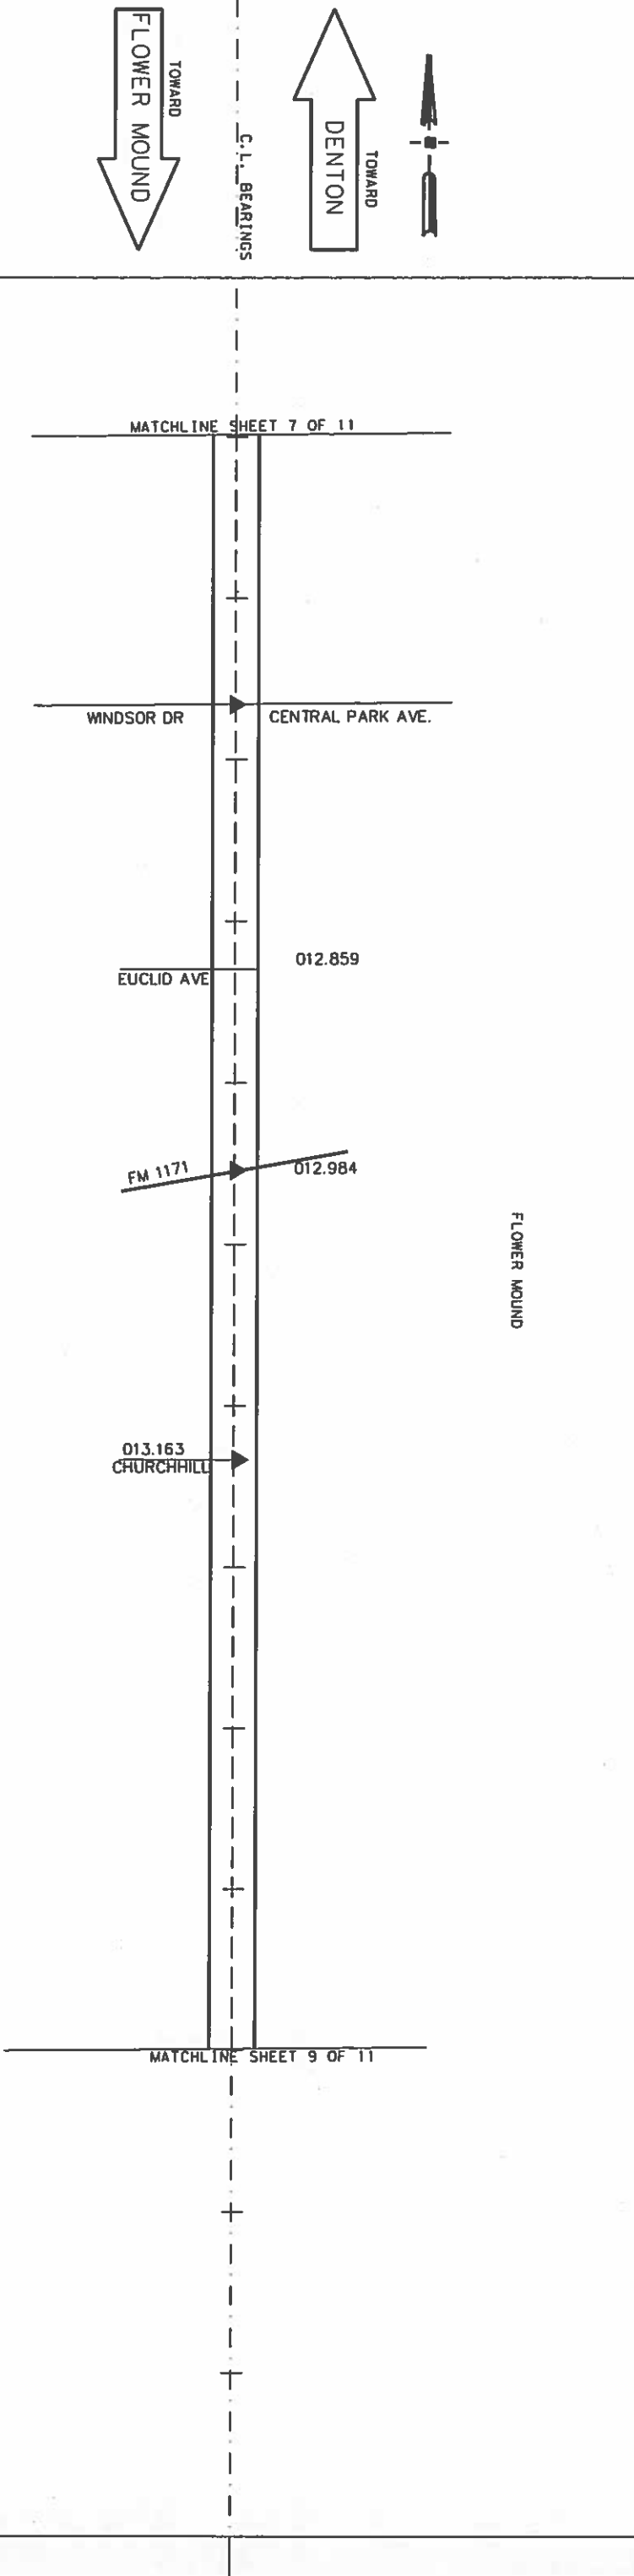 TOWARD
FLOWER MOUND
C.L. BEARINGS
TOWARD
DENTON
MATCHLINE SHEET 7 OF 11
WINDSOR DR
CENTRAL PARK AVE.
012.859
EUCLID AVE
FM 1171
012.984
FLOWER MOUND
013.163
CHURCHHILL
MATCHLINE SHEET 9 OF 11